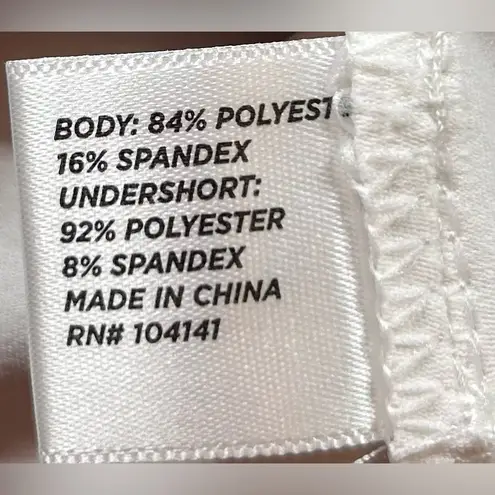 BODY: 84% POLYEST
16% SPANDEX
UNDERSHORT:
92% POLYESTER
8% SPANDEX
MADE IN CHINA
RN# 104141